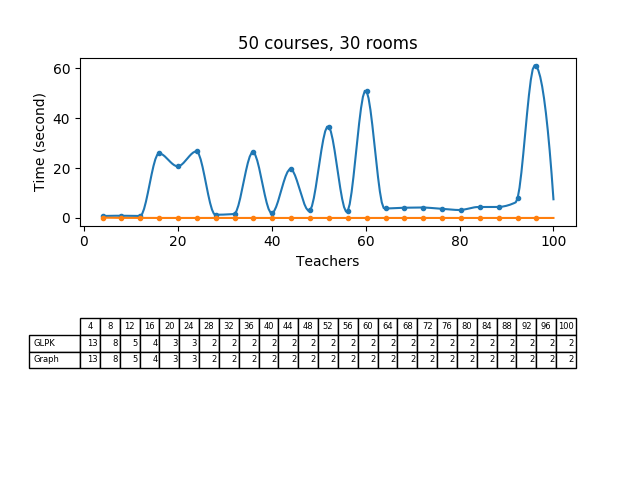 50 courses, 30 rooms
60
40
20
0
Time (second)
0 20 40 60 80 100
Teachers
4 8 12 16 20 24 28 32 36 40 44 48 52 56 60 64 68 72 76 80 84 88 92 96 100
GLPK 13 8 5 4 3 3 2 2 2 2 2 2 2 2 2 2 2 2 2 2 2 2 2 2 2
Graph 13 8 5 4 3 3 2 2 2 2 2 2 2 2 2 2 2 2 2 2 2 2 2 2 2